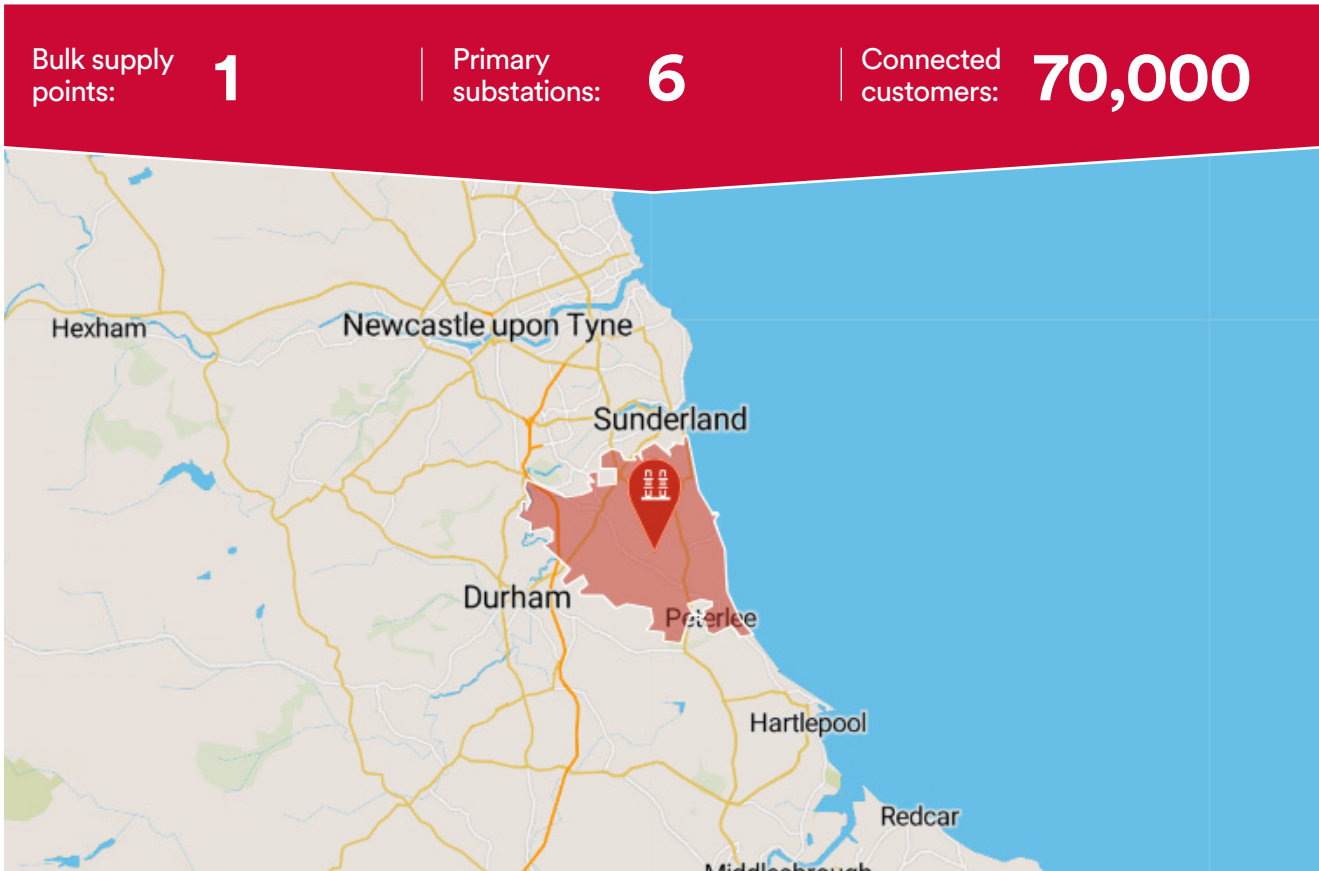 Bulk supply
points:
1
Primary
substations:
6
Connected
customers:
70,000
Hexham
Newcastle upon Tyne
Sunderland
Durham
Peterlee
Hartlepool
Redcar
Middlesbrough